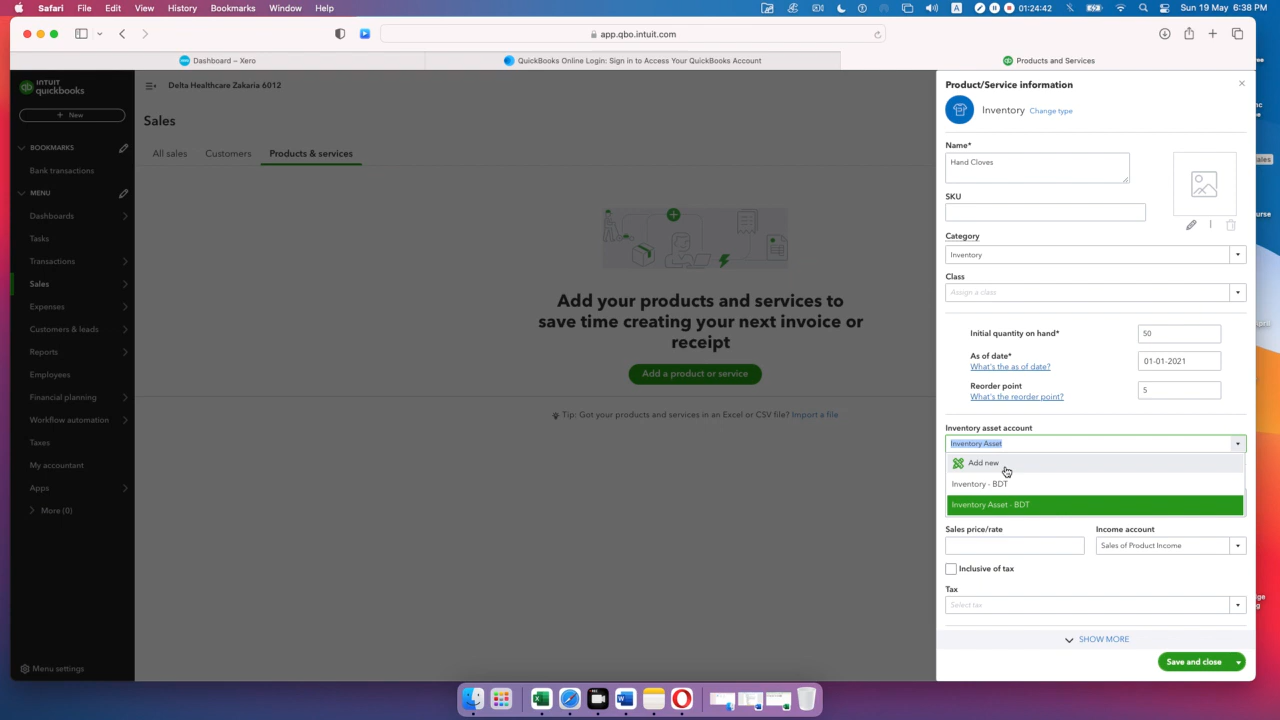 Safari File Edit View History Bookmarks Window Help
01:24:42
A
Sun 19 May 6:38 PM
app.qbo.intuit.com
Dashboard – Xero
QuickBooks Online Login: Sign in to Access Your QuickBooks Account
Products and Services
INTUIT
quickbooks
+ New
BOOKMARKS
Bank transactions
MENU
Dashboards
Tasks
Transactions
Sales
Expenses
Customers & leads
Reports
Employees
Financial planning
Workflow automation
Taxes
My accountant
Apps
More (0)
Menu settings
Delta Healthcare Zakaria 6012
Sales
All sales Customers Products & services
Add your products and services to
save time creating your next invoice or
receipt
Add a product or service
Tip: Got your products and services in an Excel or CSV file? Import a file
Product/Service information
Inventory Change type
Name*
Hand Cloves
SKU
Category
Inventory
Class
Assign a class
Initial quantity on hand* 50
As of date* 01-01-2021
What's the as of date?
Reorder point 5
What's the reorder point?
Inventory asset account
Inventory Asset
Add new
Inventory - BDT
Inventory Asset - BDT
Sales price/rate Income account
Sales of Product Income
Inclusive of tax
Tax
Select tax
SHOW MORE
Save and close